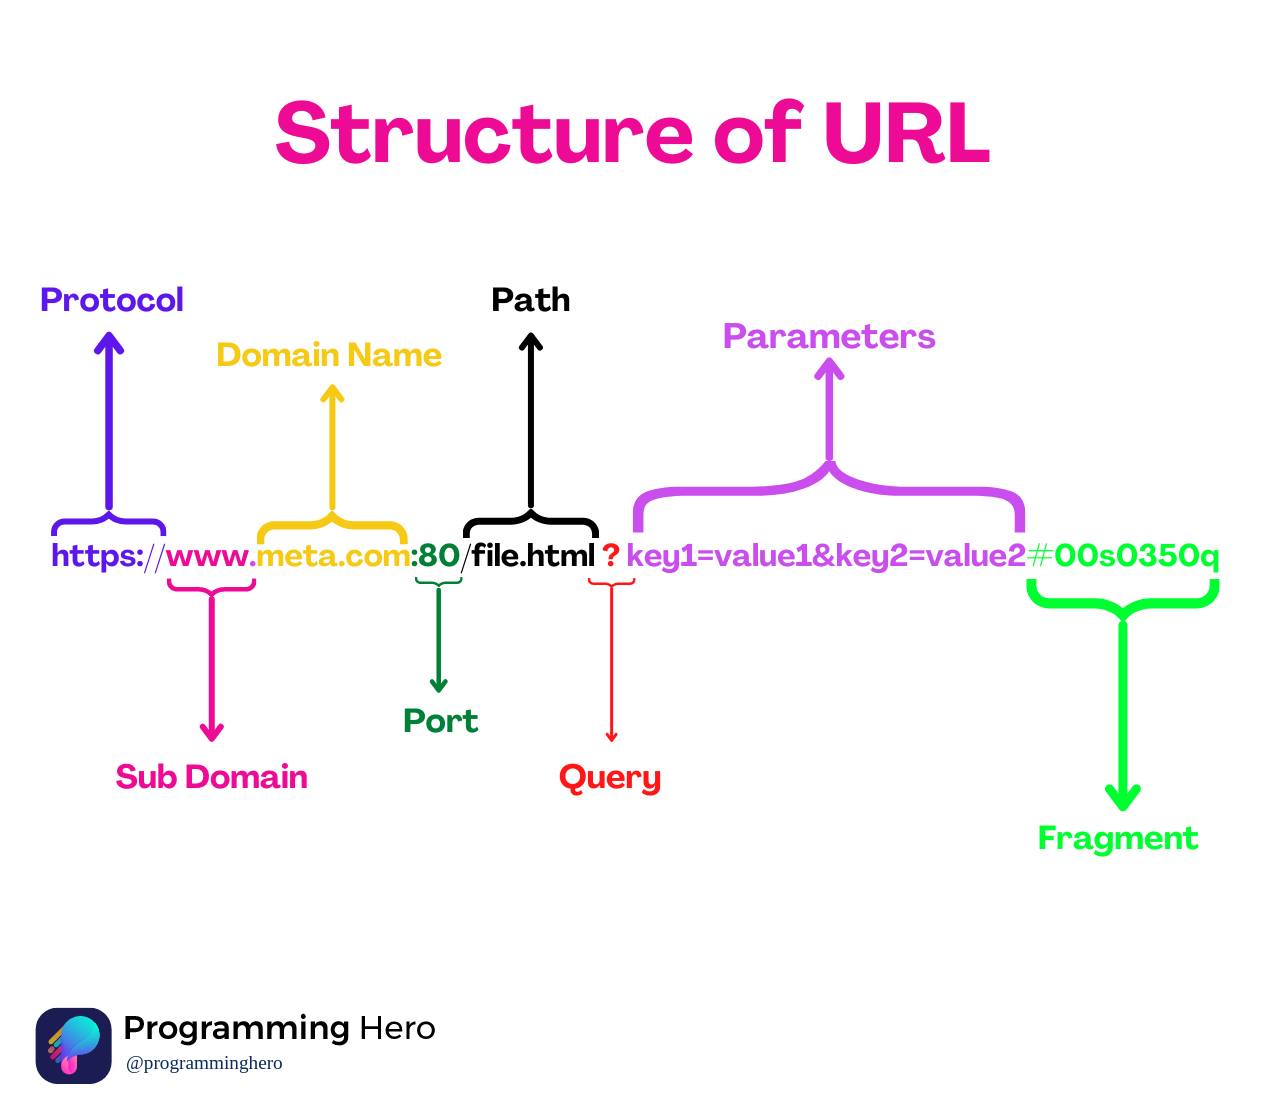 Structure of URL
Protocol
Path
Parameters
Domain Name
https://www.meta.com:80/file.html ? key1=value1&key2=value2#00s0350q
Port
Sub Domain
Query
Fragment
Programming Hero
@programminghero